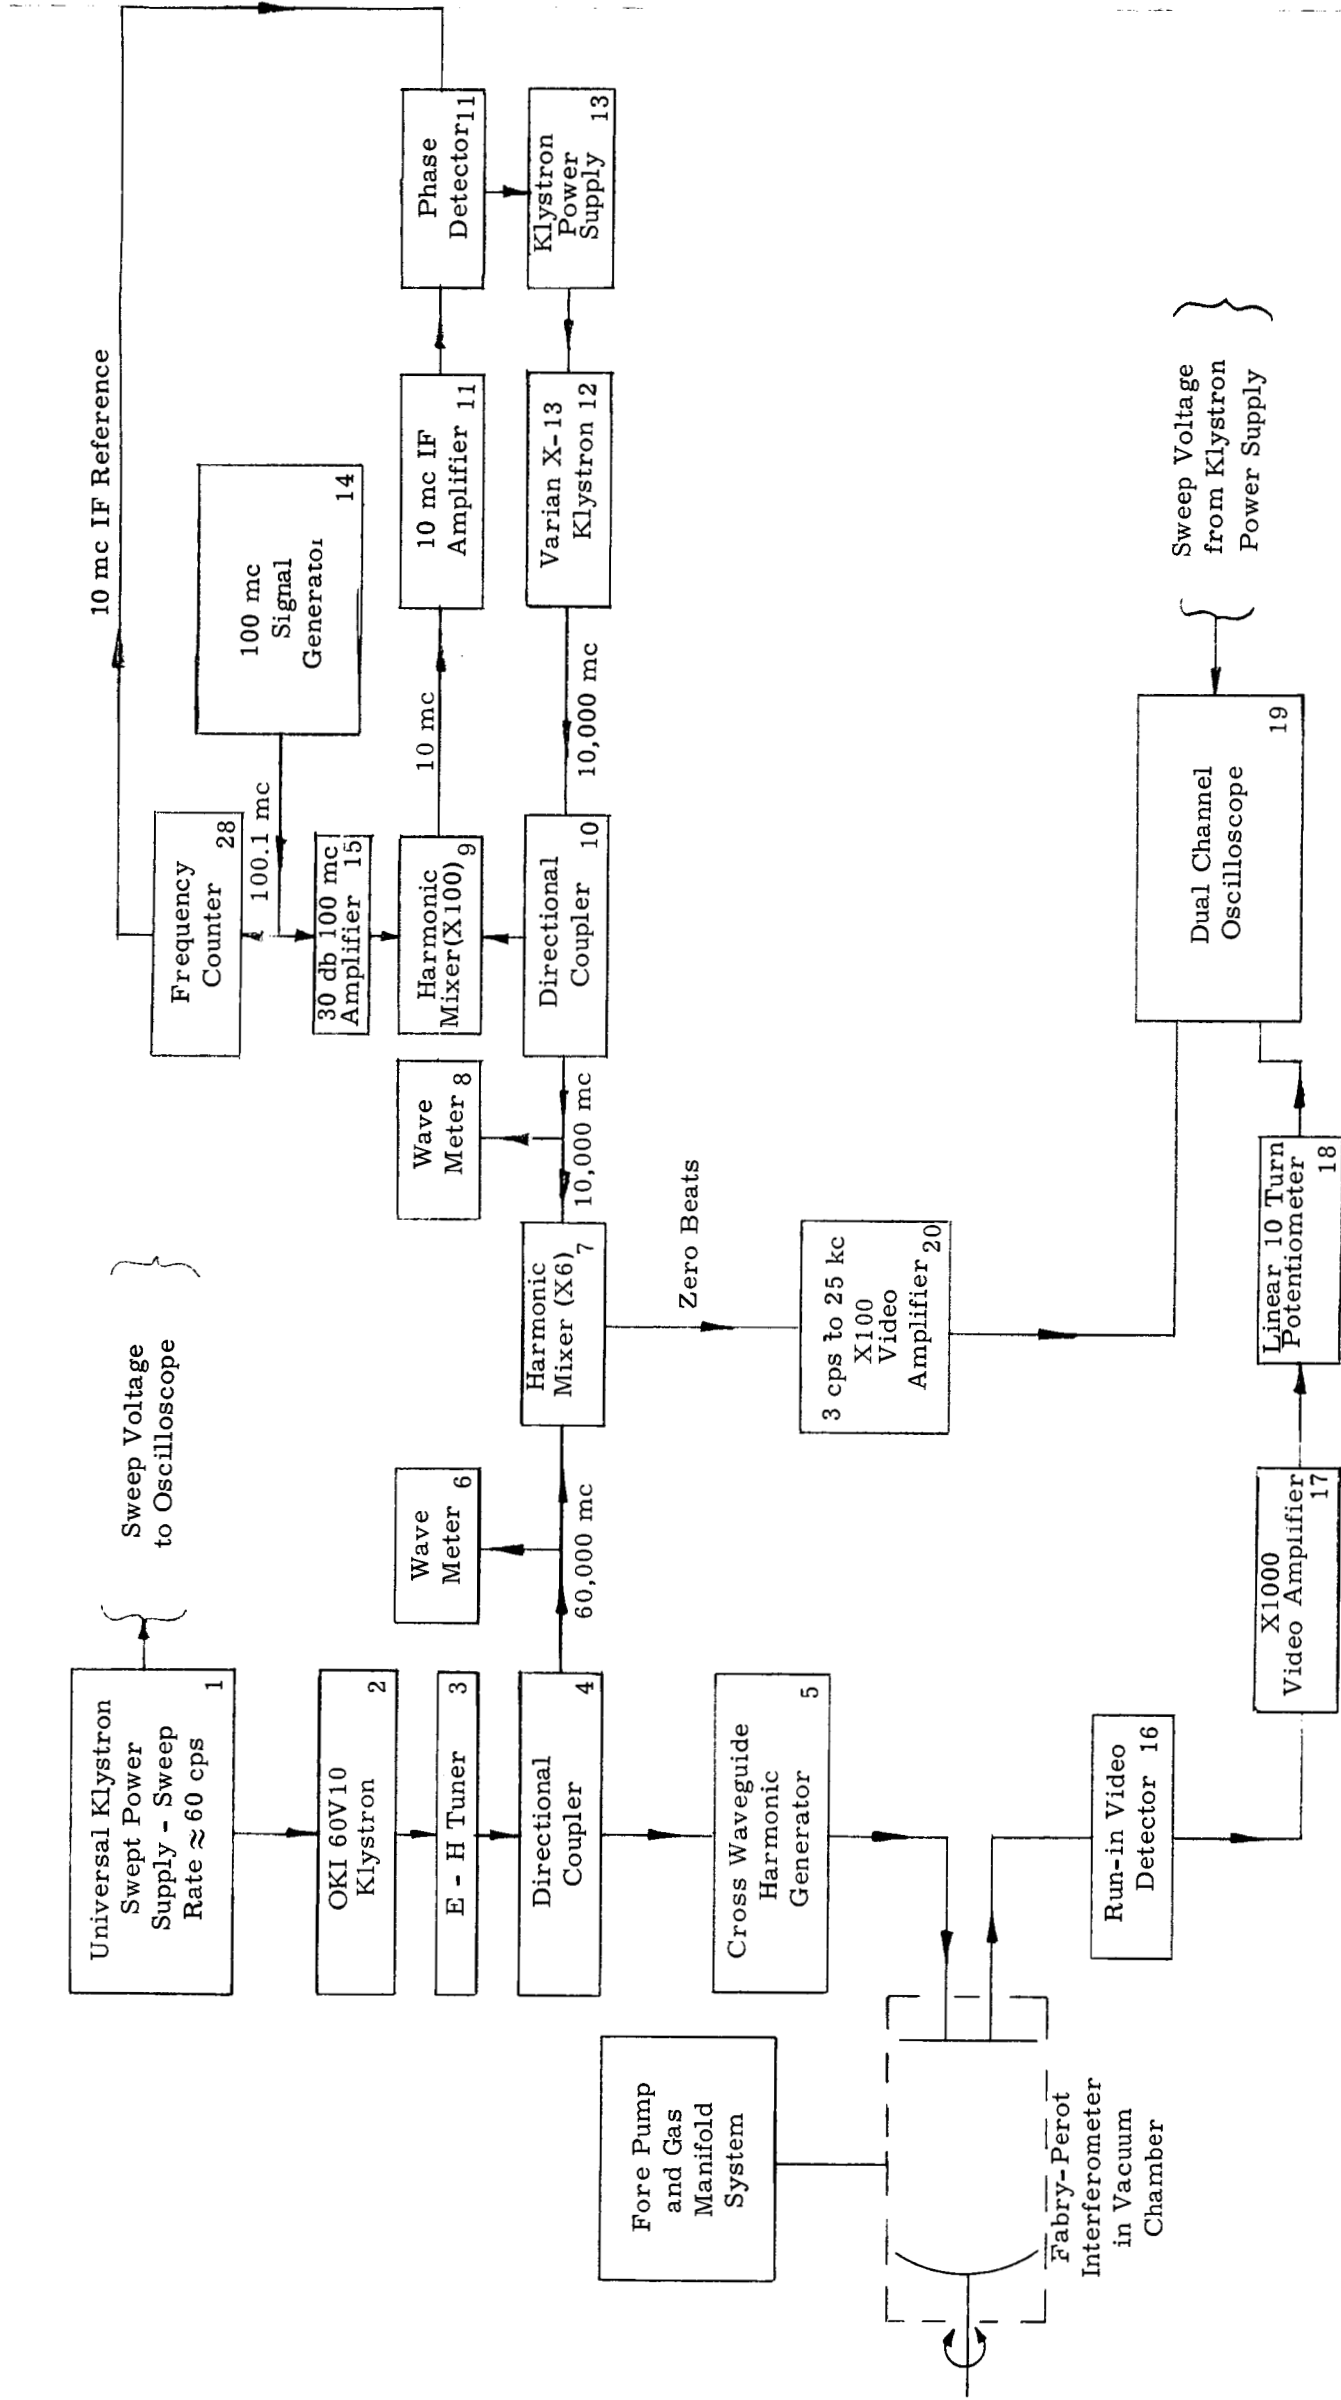 Universal Klystron
Swept Power
Supply - Sweep
Rate ≈ 60 cps
1
Sweep Voltage
to Oscilloscope
10 mc IF Reference
OKI 60V10
Klystron
2
E - H Tuner
3
Directional
Coupler
4
Wave
Meter 6
60,000 mc
Harmonic
Mixer (X6)
7
Wave
Meter 8
10,000 mc
Frequency
Counter
28
100.1 mc
100 mc
Signal
Generator
14
30 db 100 mc
Amplifier 15
Harmonic
Mixer(X100)
9
10 mc
10 mc IF
Amplifier 11
Phase
Detector 11
Directional
Coupler
10
10,000 mc
Varian X-13
Klystron 12
Klystron
Power
Supply
13
Cross Waveguide
Harmonic
Generator
5
Zero Beats
3 cps to 25 kc
X100
Video
Amplifier 20
Fore Pump
and Gas
Manifold
System
Fabry-Perot
Interferometer
in Vacuum
Chamber
Run-in Video
Detector 16
X1000
Video Amplifier
17
Linear 10 Turn
Potentiometer
18
Dual Channel
Oscilloscope
19
Sweep Voltage
from Klystron
Power Supply